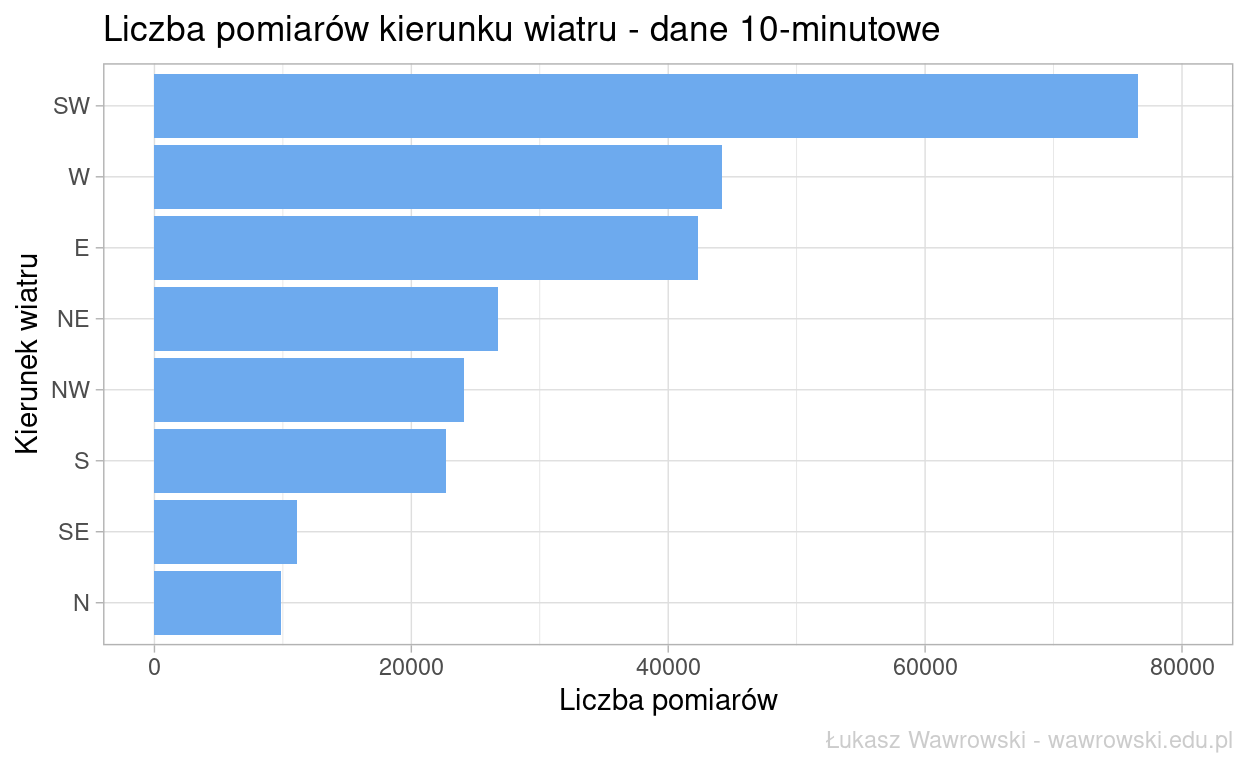 Liczba pomiarów kierunku wiatru - dane 10-minutowe
Kierunek wiatru
SW
W
E
NE
NW
S
SE
N
0 20000 40000 60000 80000
Liczba pomiarów
Łukasz Wawrowski - wawrowski.edu.pl